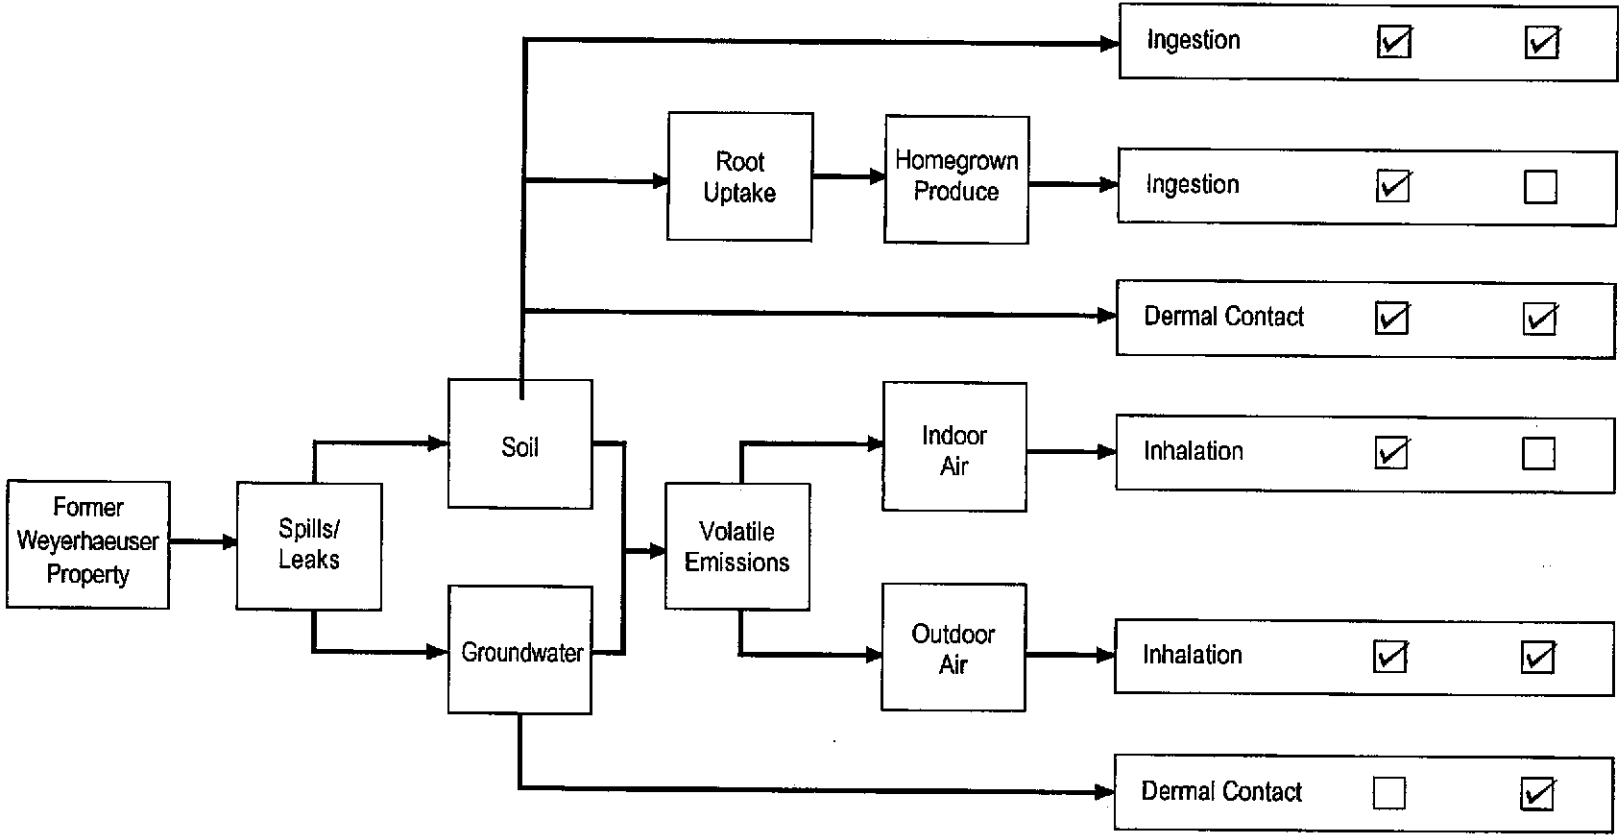 Ingestion
Root
Uptake
Homegrown
Produce
Ingestion
Dermal Contact
Soil
Indoor
Air
Inhalation
Former
Weyerhaeuser
Property
Spills/
Leaks
Volatile
Emissions
Groundwater
Outdoor
Air
Inhalation
Dermal Contact